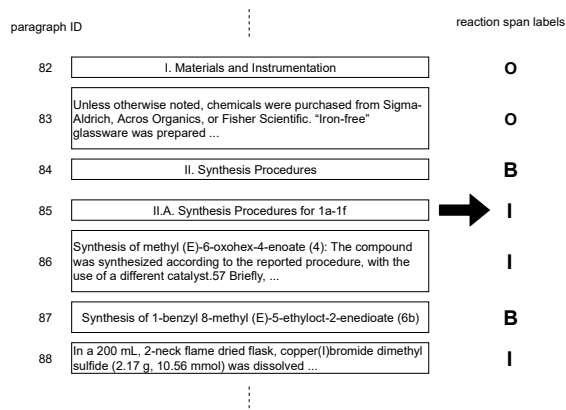 paragraph ID
reaction span labels
82 I. Materials and Instrumentation O
83 Unless otherwise noted, chemicals were purchased from Sigma-
Aldrich, Acros Organics, or Fisher Scientific. “Iron-free”
glassware was prepared ... O
84 II. Synthesis Procedures B
85 II.A. Synthesis Procedures for 1a-1f I
86 Synthesis of methyl (E)-6-oxohex-4-enoate (4): The compound
was synthesized according to the reported procedure, with the
use of a different catalyst.57 Briefly, ... I
87 Synthesis of 1-benzyl 8-methyl (E)-5-ethyloct-2-enedioate (6b) B
88 In a 200 mL, 2-neck flame dried flask, copper(I)bromide dimethyl
sulfide (2.17 g, 10.56 mmol) was dissolved ... I